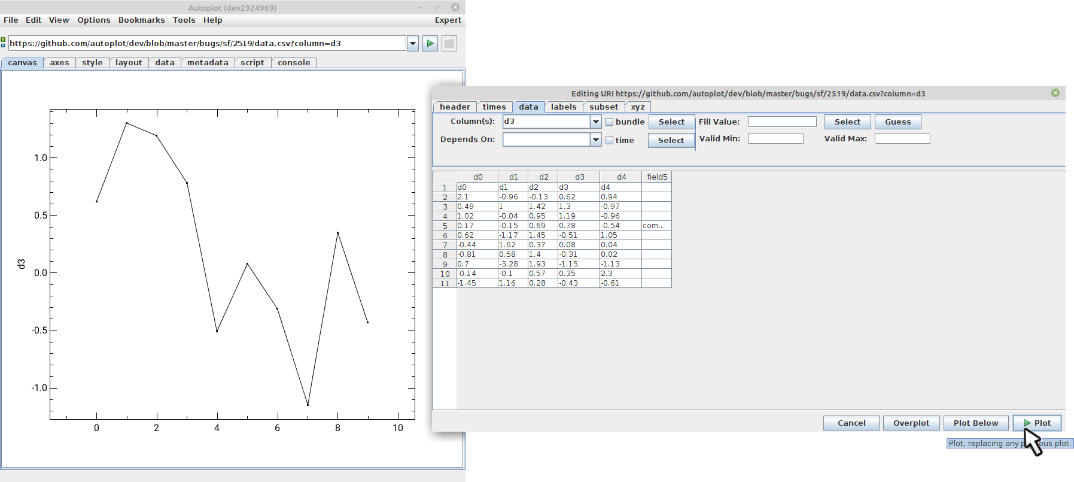 Autoplot (dev2924969)
File Edit View Options Bookmarks Tools Help Expert
https://github.com/autoplot/dev/blob/master/bugs/sf/2519/data.csv?column=d3
canvas axes style layout data metadata script console
d3
1.0
0.5
0.0
-0.5
-1.0
0 2 4 6 8 10
Editing URI https://github.com/autoplot/dev/blob/master/bugs/sf/2519/data.csv?column=d3
header times data labels subset xyz
Column(s): d3 bundle Select Fill Value: Select Guess
Depends On: time Select Valid Min: Valid Max:
d0 d1 d2 d3 d4 field5
1 d0 d1 d2 d3 d4
2 2.1 -0.96 -0.13 0.62 0.94
3 0.49 1 1.42 1.3 -0.97
4 1.02 -0.04 0.95 1.19 -0.96
5 0.17 -0.15 0.69 0.78 -0.54 com...
6 0.62 -1.17 1.45 -0.51 1.05
7 -0.44 1.62 0.37 0.08 0.04
8 -0.81 0.58 1.4 -0.31 0.02
9 0.7 -3.28 1.93 -1.15 -1.13
10 -0.14 -0.1 0.57 0.35 2.3
11 -1.45 1.16 0.28 -0.43 -0.61
Cancel Overplot Plot Below Plot
Plot, replacing any plot.